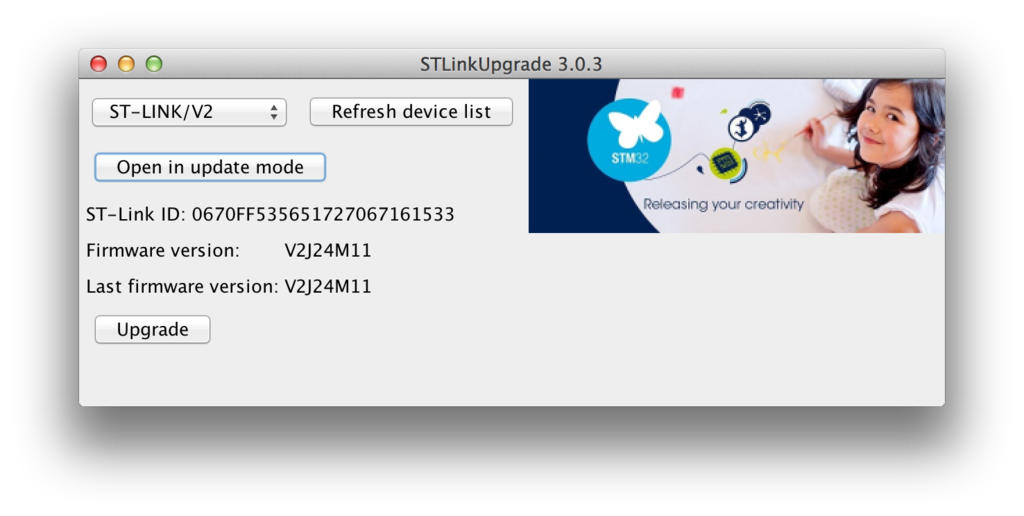 STLinkUpgrade 3.0.3
ST-LINK/V2
Refresh device list
Open in update mode
STM32
Releasing your creativity
ST-Link ID: 0670FF535651727067161533
Firmware version: V2J24M11
Last firmware version: V2J24M11
Upgrade